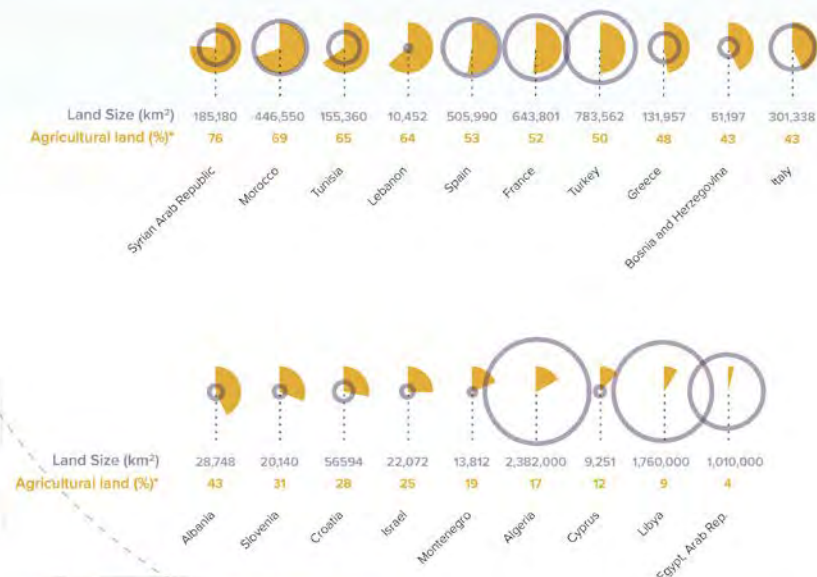 Land Size (km²) 185,180 446,550 155,360 10,452 505,990 643,801 783,562 131,957 51,197 301,338
Agricultural land (%)* 76 69 65 64 53 52 50 48 43 43
Syrian Arab Republic
Morocco
Tunisia
Lebanon
Spain
France
Turkey
Greece
Bosnia and Herzegovina
Italy
Land Size (km²) 28,748 20,140 56594 22,072 13,812 2,382,000 9,251 1,760,000 1,010,000
Agricultural land (%)* 43 31 28 25 19 17 12 9 4
Albania
Slovenia
Croatia
Israel
Montenegro
Algeria
Cyprus
Libya
Egypt, Arab Rep.